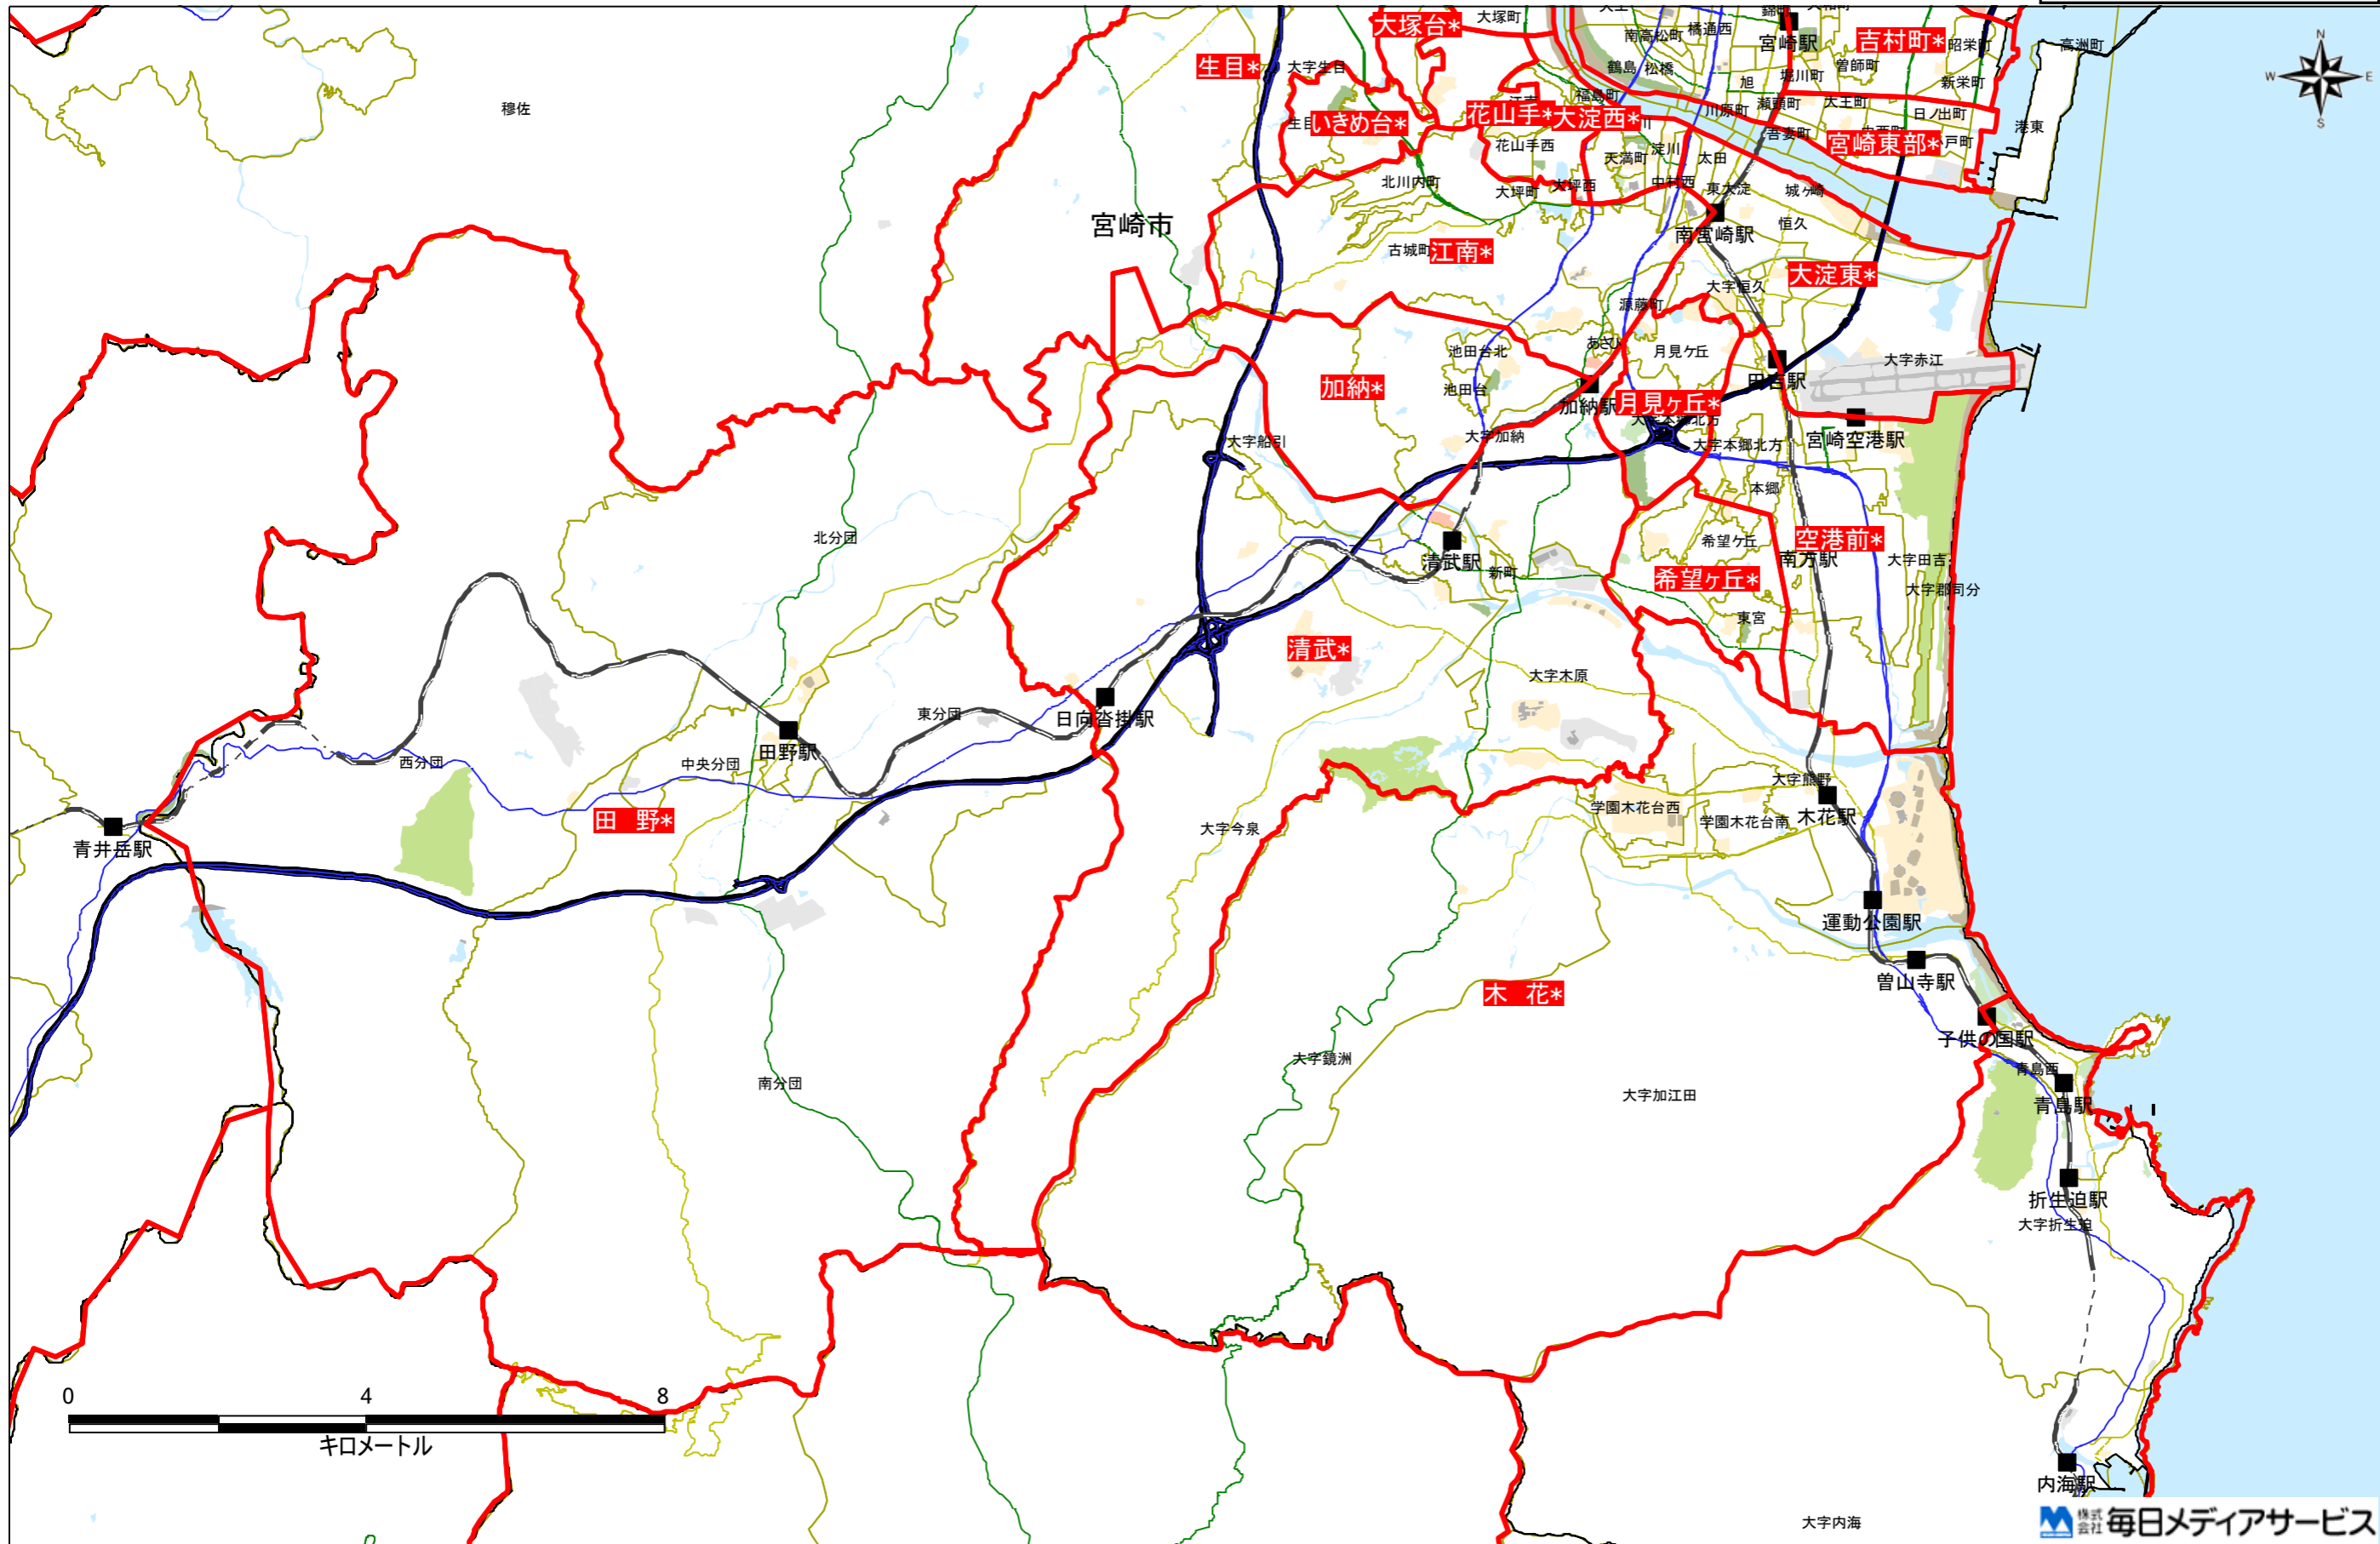 大塚町
橘通西
南高松町
大塚台*
宮崎駅
吉村町*
昭栄町
高洲町
N
W
E
S
生目*
大字生目
鶴島
松橋
堀川町
曽師町
旭
新栄町
穆佐
福島町
花山手*
大淀西*
川原町
瀬頭町
大王町
日ノ出町
いきめ台*
吾妻町
宮崎東部*
港東
花山手西
天満町
淀川
太田
北川内町
大坪町
大坪西
中村西
東大淀
城ヶ崎
宮崎市
恒久
南宮崎駅
古城町
江南*
大淀東*
大字恒久
源藤町
池田台北
月見ケ丘
大字赤江
加納*
池田台
田吉駅
加納駅
月見ヶ丘*
大字本郷北方
宮崎空港駅
大字加納
大字船引
大字本郷北方
本郷
北分団
希望ケ丘
空港前*
南方駅
大字田吉
清武駅
新町
希望ヶ丘*
大字郡司分
東宮
清武*
大字木原
日向沓掛駅
東分団
田野駅
西分団
中央分団
大字熊野
学園木花台西
木花駅
学園木花台南
田 野*
大字今泉
青井岳駅
運動公園駅
曽山寺駅
木 花*
子供の国駅
大字鏡洲
青島西
南分団
大字加江田
青島駅
折生迫駅
大字折生迫
0
4
8
キロメートル
内海駅
大字内海
株式会社 毎日メディアサービス